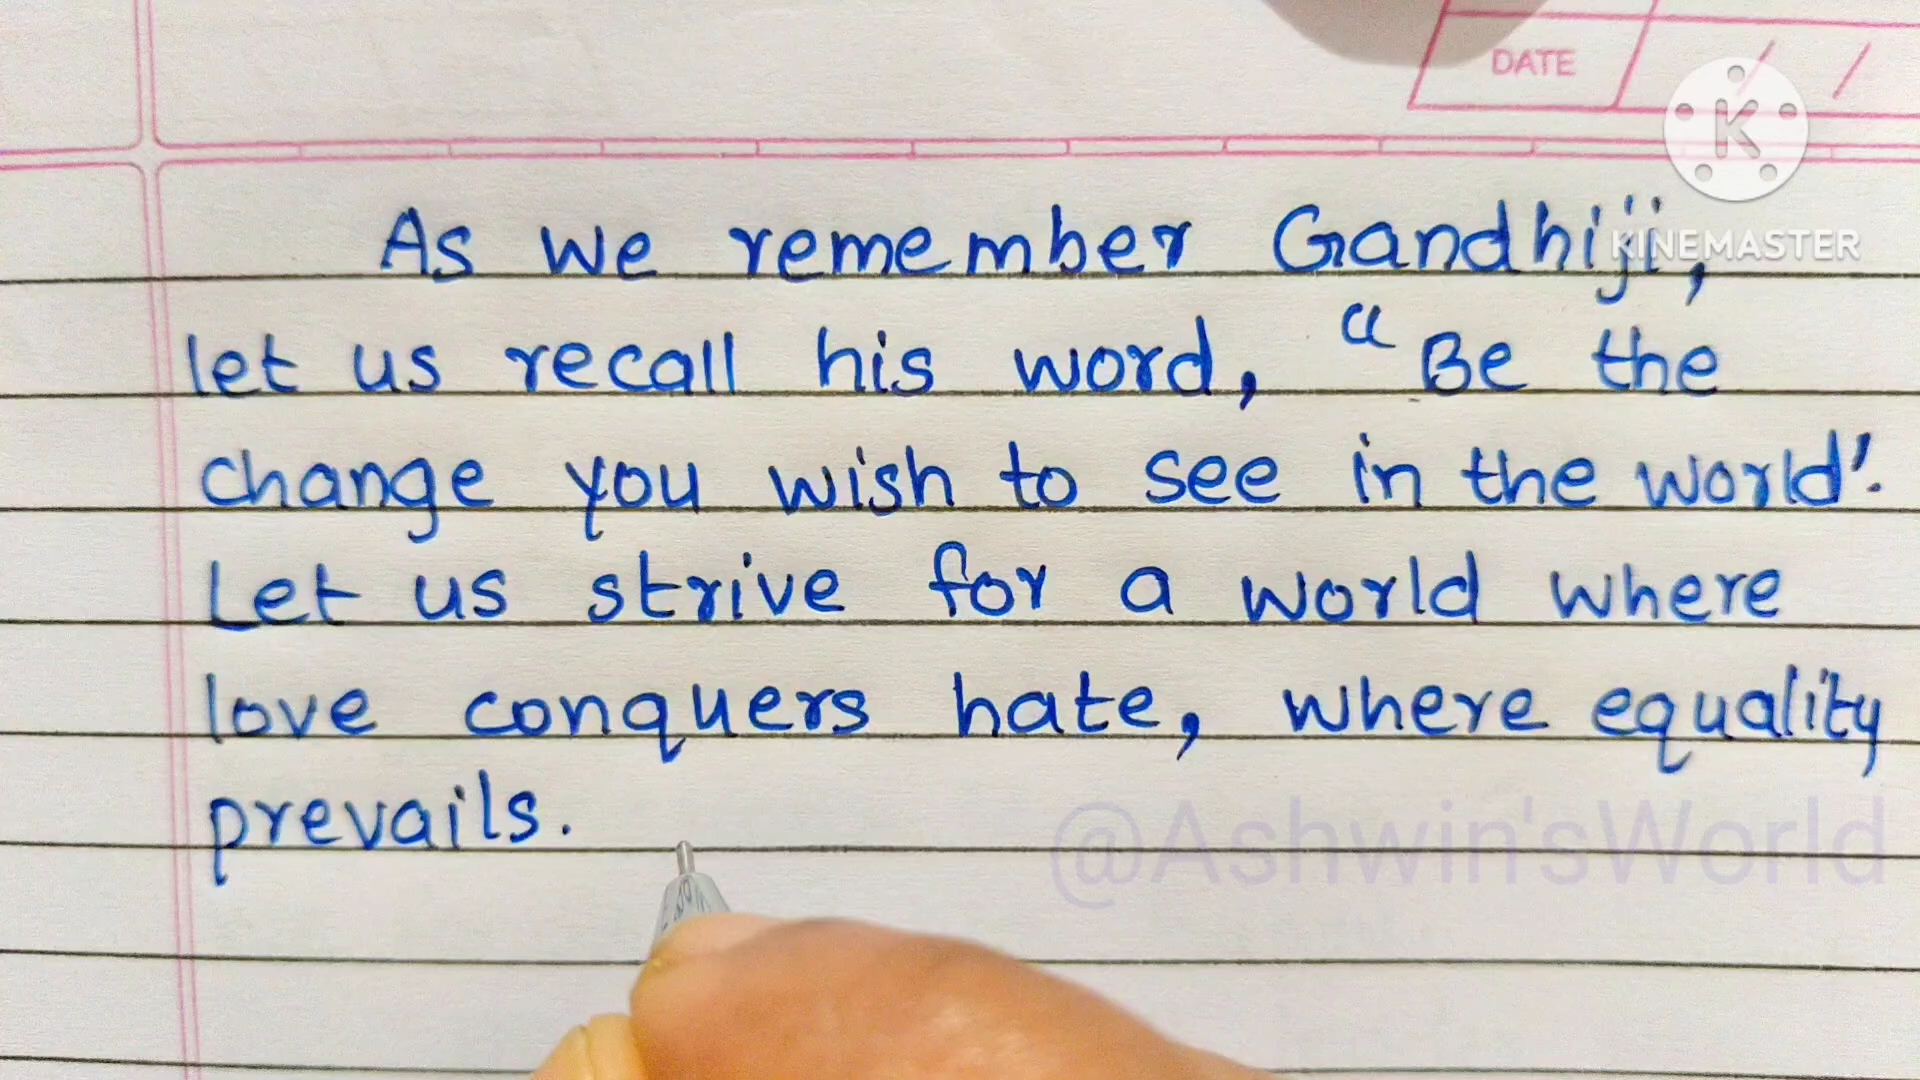 DATE / /
K
KINEMASTER
As we remember Gandhiji,
let us recall his word, "Be the
change you wish to see in the world".
Let us strive for a world where
love conquers hate, where equality
prevails.
@Ashwin'sWorld